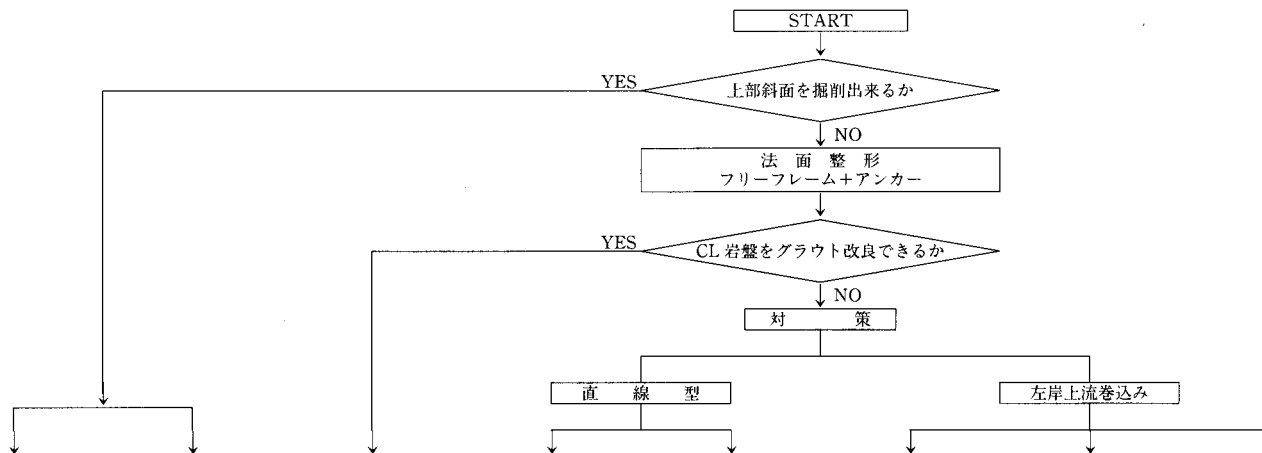 START
YES
上部斜面を掘削出来るか
NO
法面整形
フリーフレーム+アンカー
YES
CL岩盤をグラウト改良できるか
NO
対策
直線型
左岸上流巻込み